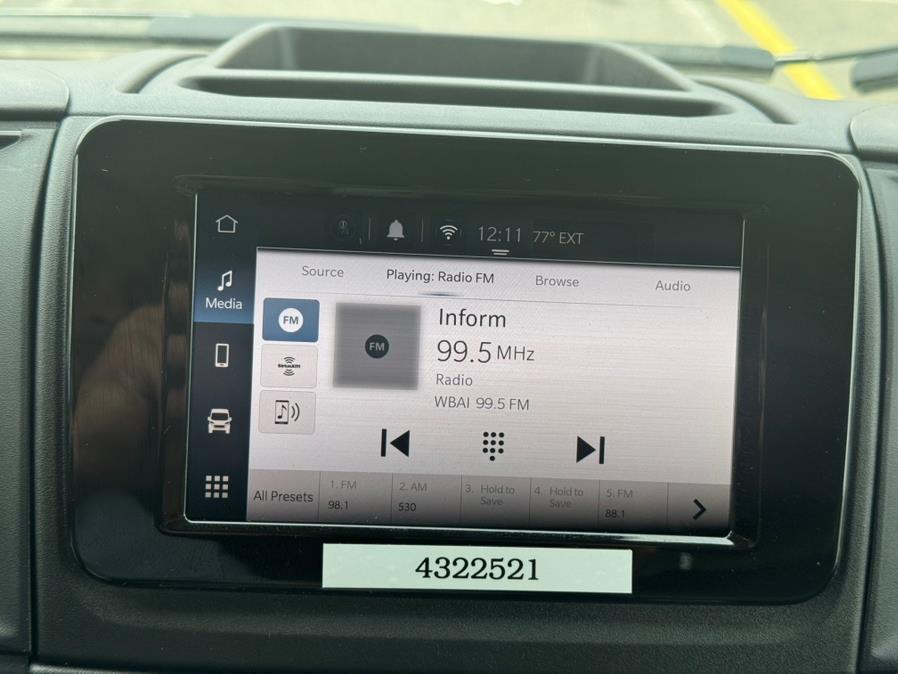 12:11 77° EXT
Source Playing: Radio FM Browse Audio
Media
FM
FM
Inform
99.5 MHz
SiriusXM
Radio
WBAI 99.5 FM
All Presets
1. FM
98.1
2. AM
530
3. Hold to
Save
4. Hold to
Save
5. FM
88.1
4322521